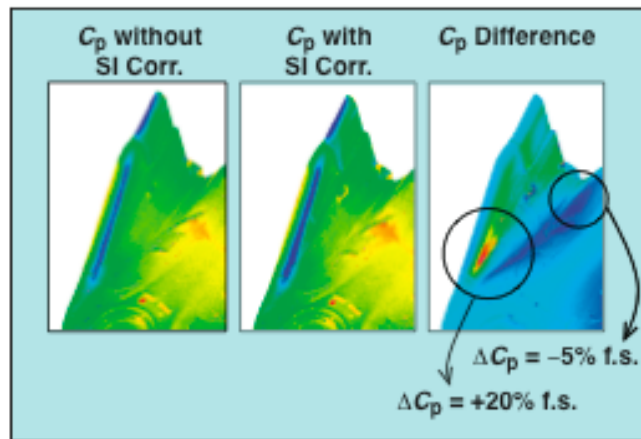 Cp without
SI Corr.
Cp with
SI Corr.
Cp Difference
ΔCp = −5% f.s.
ΔCp = +20% f.s.